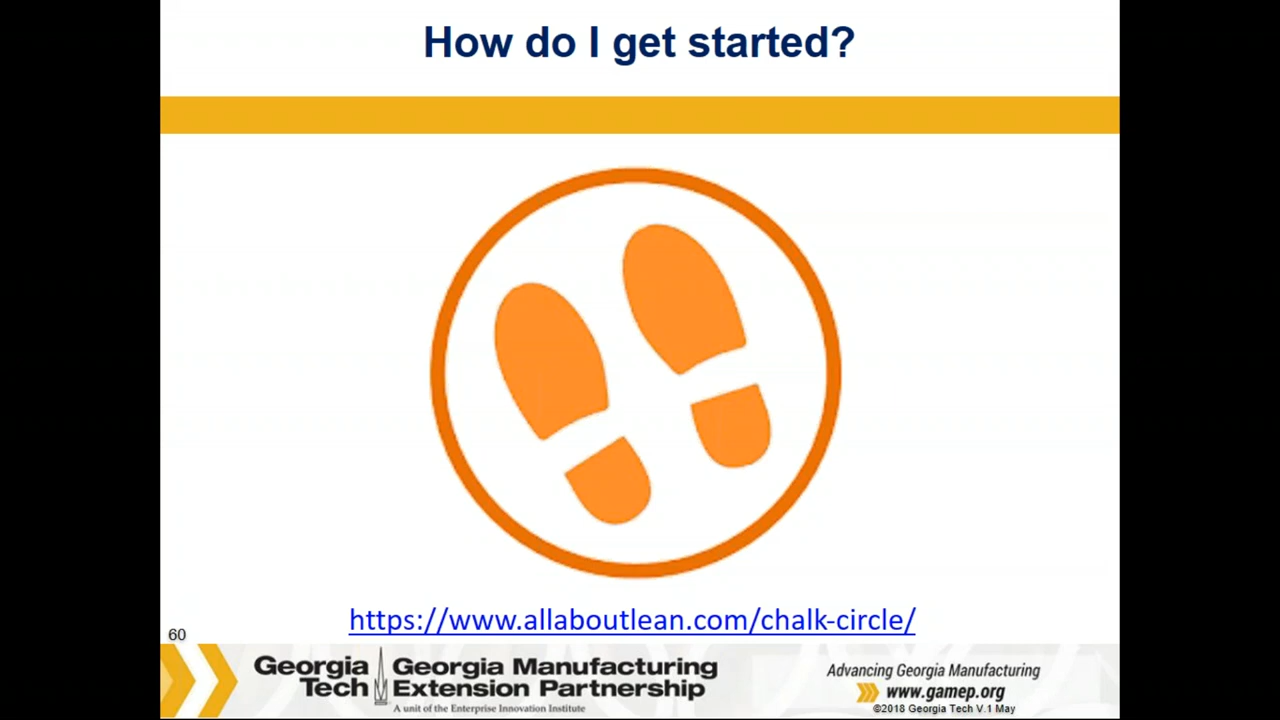 How do I get started?
https://www.allaboutlean.com/chalk-circle/
60
Georgia Tech
Georgia Manufacturing
Extension Partnership
A unit of the Enterprise Innovation Institute
Advancing Georgia Manufacturing
www.gamep.org
©2018 Georgia Tech V.1 May